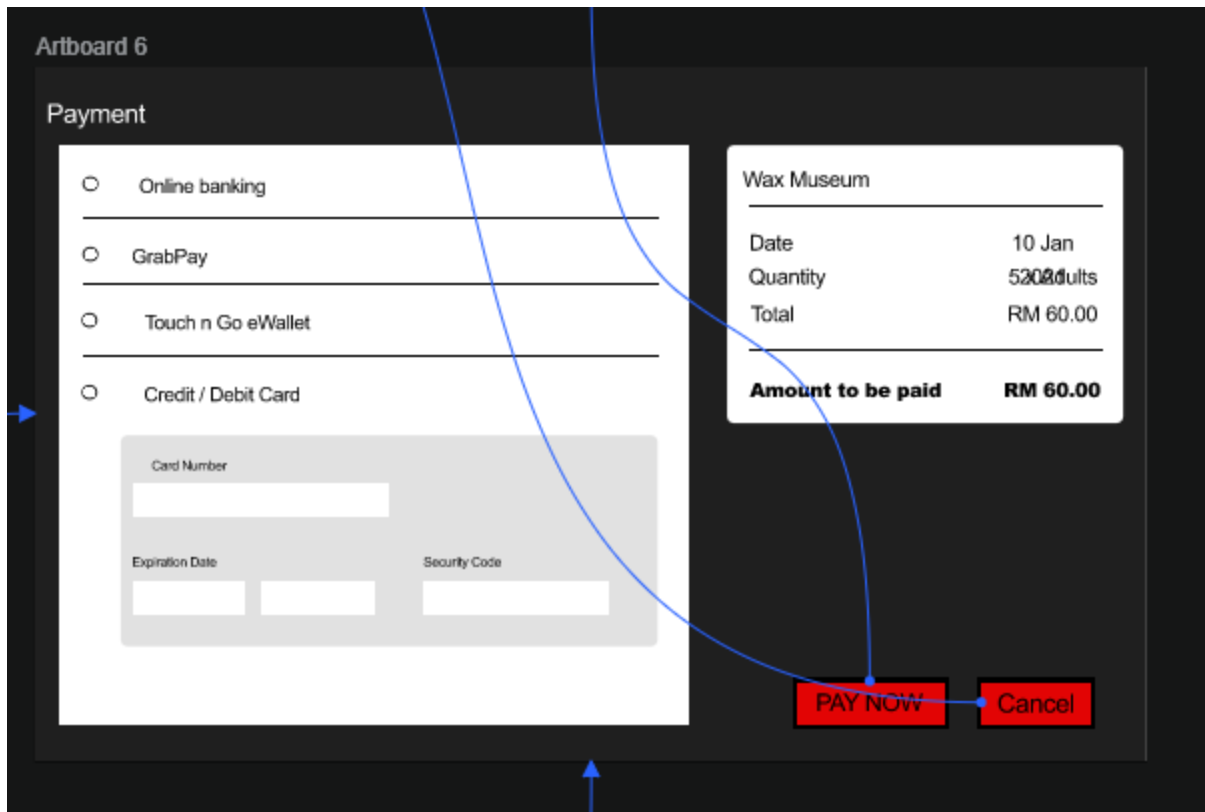 Artboard 6
Payment
Online banking
GrabPay
Touch n Go eWallet
Credit / Debit Card
Card Number
Expiration Date
Security Code
Wax Museum
Date 10 Jan
Quantity
Total RM 60.00
Amount to be paid RM 60.00
PAY NOW
Cancel